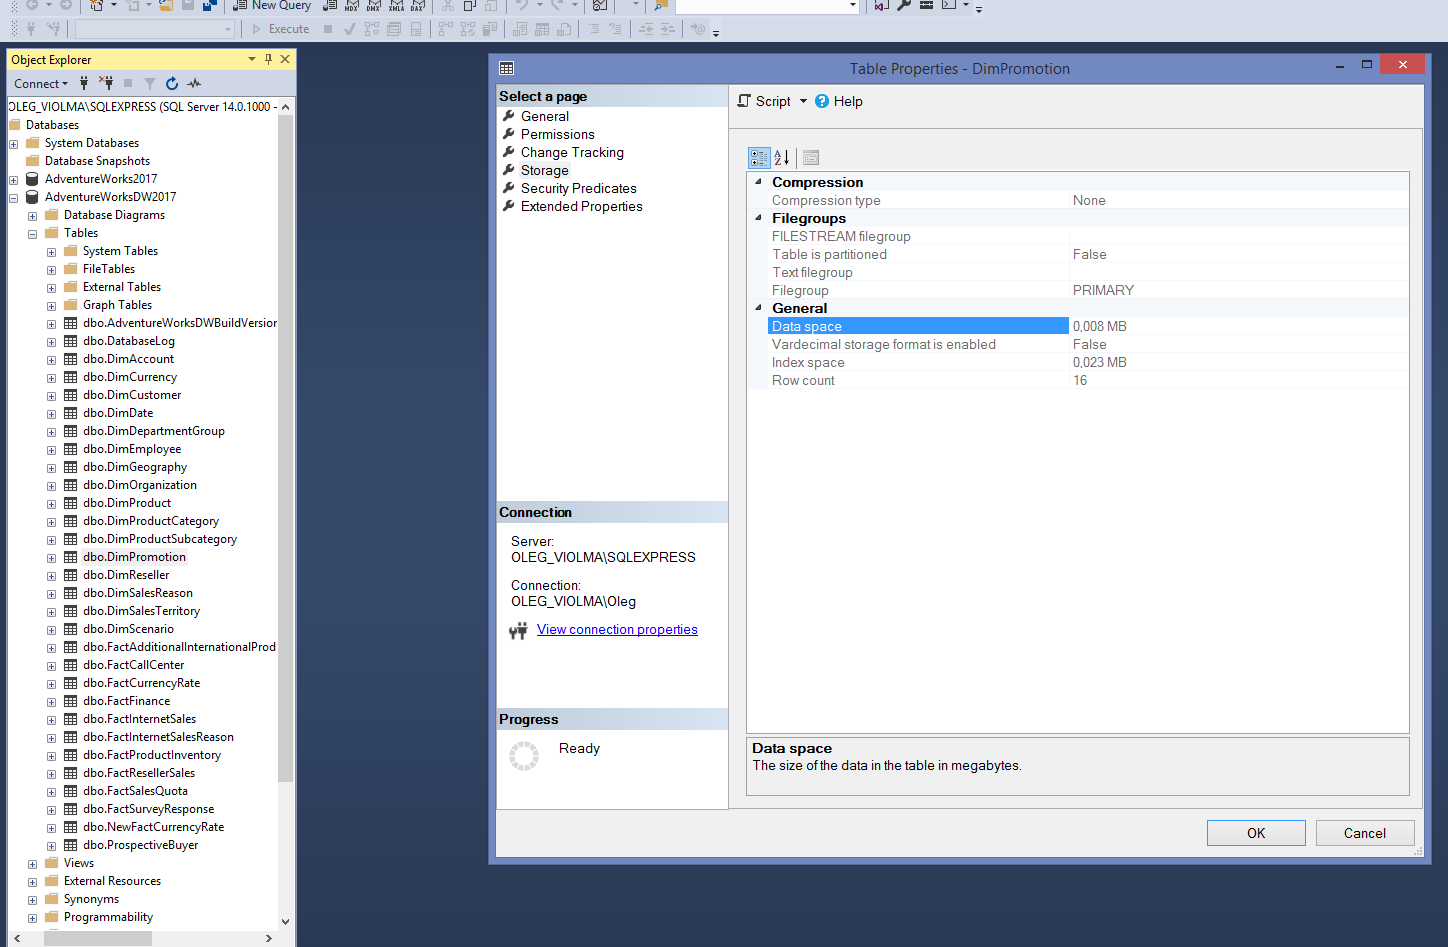 New Query
MDX DMX XMLA DAX
Execute
Object Explorer
Connect
OLEG_VIOLMA\SQLEXPRESS (SQL Server 14.0.1000 -
Databases
System Databases
Database Snapshots
AdventureWorks2017
AdventureWorksDW2017
Database Diagrams
Tables
System Tables
FileTables
External Tables
Graph Tables
dbo.AdventureWorksDWBuildVersion
dbo.DatabaseLog
dbo.DimAccount
dbo.DimCurrency
dbo.DimCustomer
dbo.DimDate
dbo.DimDepartmentGroup
dbo.DimEmployee
dbo.DimGeography
dbo.DimOrganization
dbo.DimProduct
dbo.DimProductCategory
dbo.DimProductSubcategory
dbo.DimPromotion
dbo.DimReseller
dbo.DimSalesReason
dbo.DimSalesTerritory
dbo.DimScenario
dbo.FactAdditionalInternationalProd
dbo.FactCallCenter
dbo.FactCurrencyRate
dbo.FactFinance
dbo.FactInternetSales
dbo.FactInternetSalesReason
dbo.FactProductInventory
dbo.FactResellerSales
dbo.FactSalesQuota
dbo.FactSurveyResponse
dbo.NewFactCurrencyRate
dbo.ProspectiveBuyer
Views
External Resources
Synonyms
Programmability
Table Properties - DimPromotion
Select a page
General
Permissions
Change Tracking
Storage
Security Predicates
Extended Properties
Connection
Server:
OLEG_VIOLMA\SQLEXPRESS
Connection:
OLEG_VIOLMA\Oleg
View connection properties
Progress
Ready
Script
Help
Compression
Compression type None
Filegroups
FILESTREAM filegroup
Table is partitioned False
Text filegroup
Filegroup PRIMARY
General
Data space 0,008 MB
Vardecimal storage format is enabled False
Index space 0,023 MB
Row count 16
Data space
The size of the data in the table in megabytes.
OK Cancel